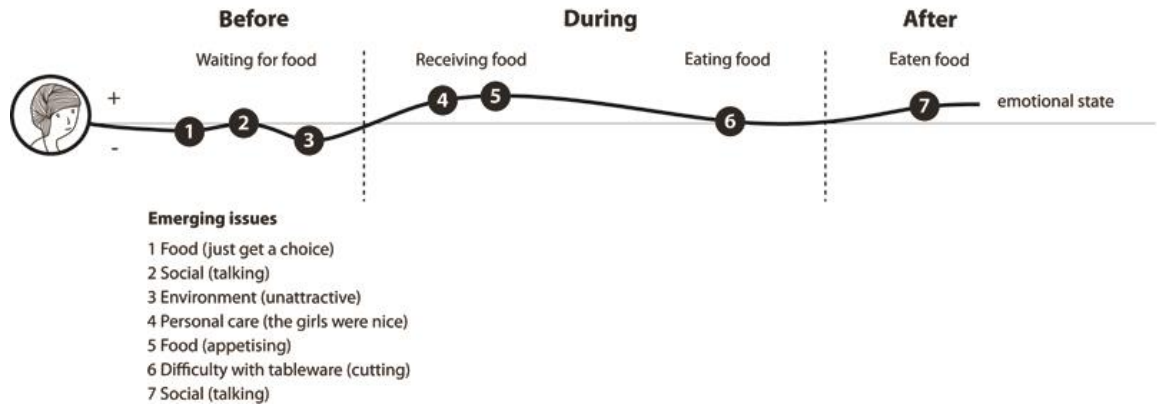 Before During After
Waiting for food Receiving food Eating food Eaten food
+
4 5
7 emotional state
1 2 3
6
-
Emerging issues
1 Food (just get a choice)
2 Social (talking)
3 Environment (unattractive)
4 Personal care (the girls were nice)
5 Food (appetising)
6 Difficulty with tableware (cutting)
7 Social (talking)